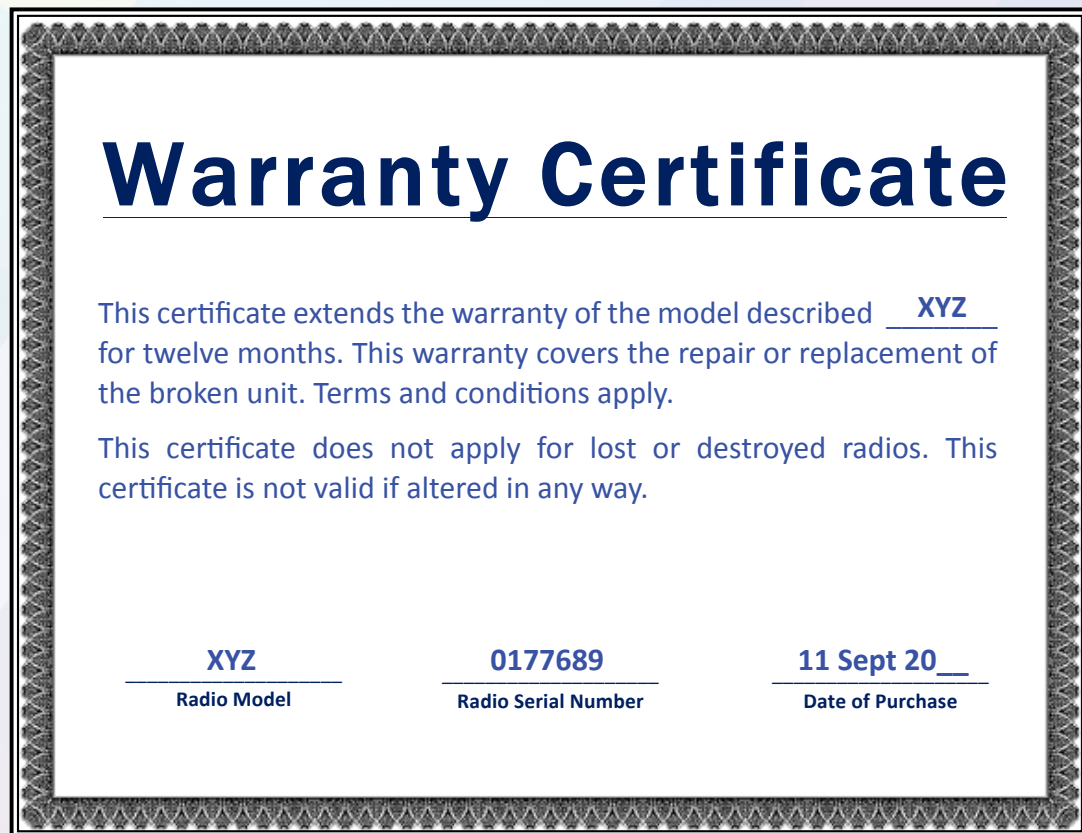 Warranty Certificate
This certificate extends the warranty of the model described XYZ
for twelve months. This warranty covers the repair or replacement of
the broken unit. Terms and conditions apply.
This certificate does not apply for lost or destroyed radios. This
certificate is not valid if altered in any way.
XYZ 0177689 11 Sept 20__
Radio Model Radio Serial Number Date of Purchase